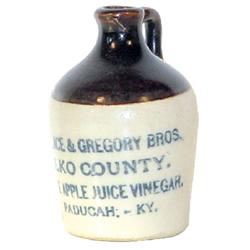 & GREGORY BROS.
COUNTY.
APPLE JUICE VINEGAR.
PADUCAH, - KY.